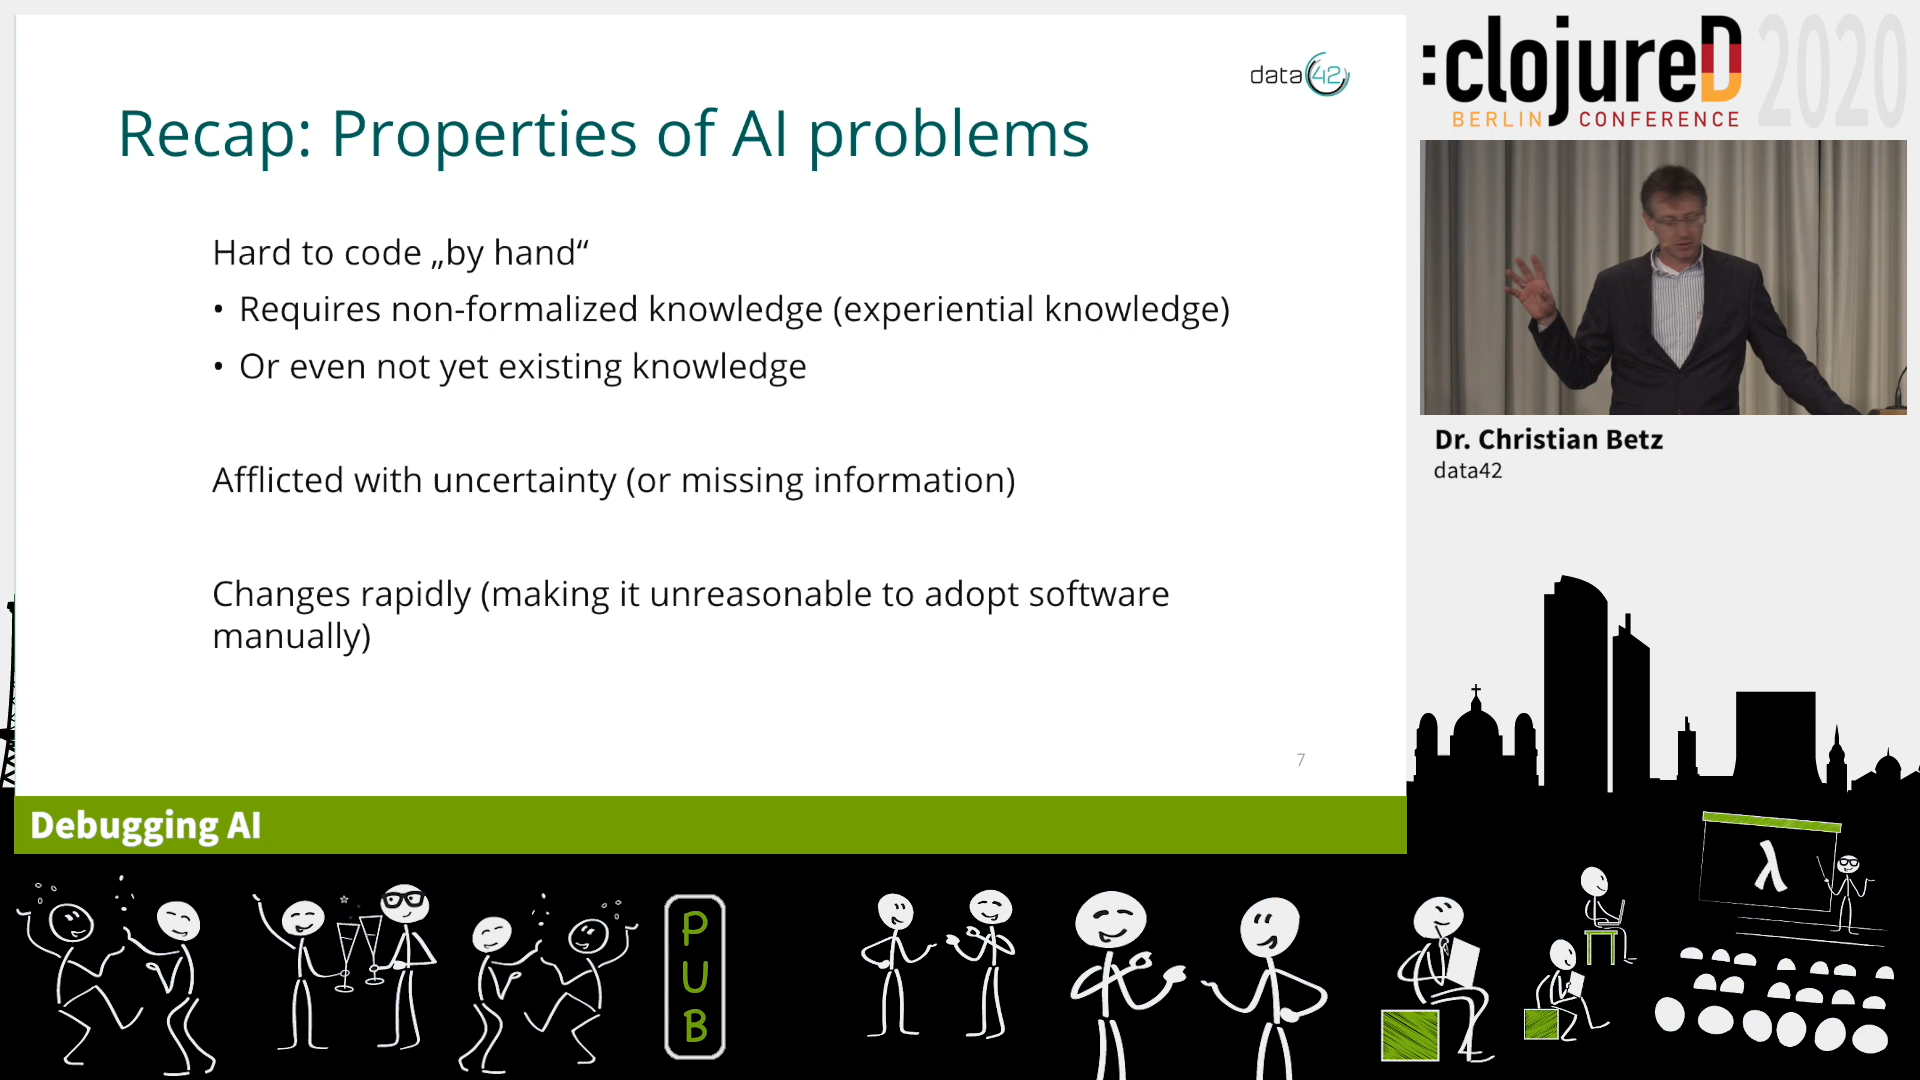 data 42
Recap: Properties of AI problems
Hard to code „by hand“
• Requires non-formalized knowledge (experiential knowledge)
• Or even not yet existing knowledge
Afflicted with uncertainty (or missing information)
Changes rapidly (making it unreasonable to adopt software
manually)
7
Debugging AI
:clojureD 2020
BERLIN CONFERENCE
Dr. Christian Betz
data42
PUB
λ